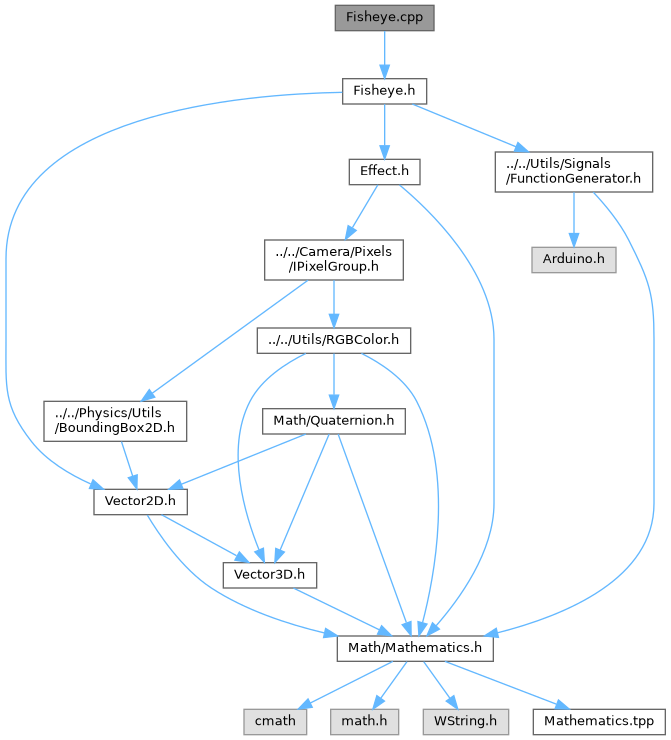 Fisheye.cpp
Fisheye.h
Effect.h
../../Utils/Signals
/FunctionGenerator.h
../../Camera/Pixels
/IPixelGroup.h
Arduino.h
../../Utils/RGBColor.h
../../Physics/Utils
/BoundingBox2D.h
Math/Quaternion.h
Vector2D.h
Vector3D.h
Math/Mathematics.h
cmath
math.h
WString.h
Mathematics.tpp